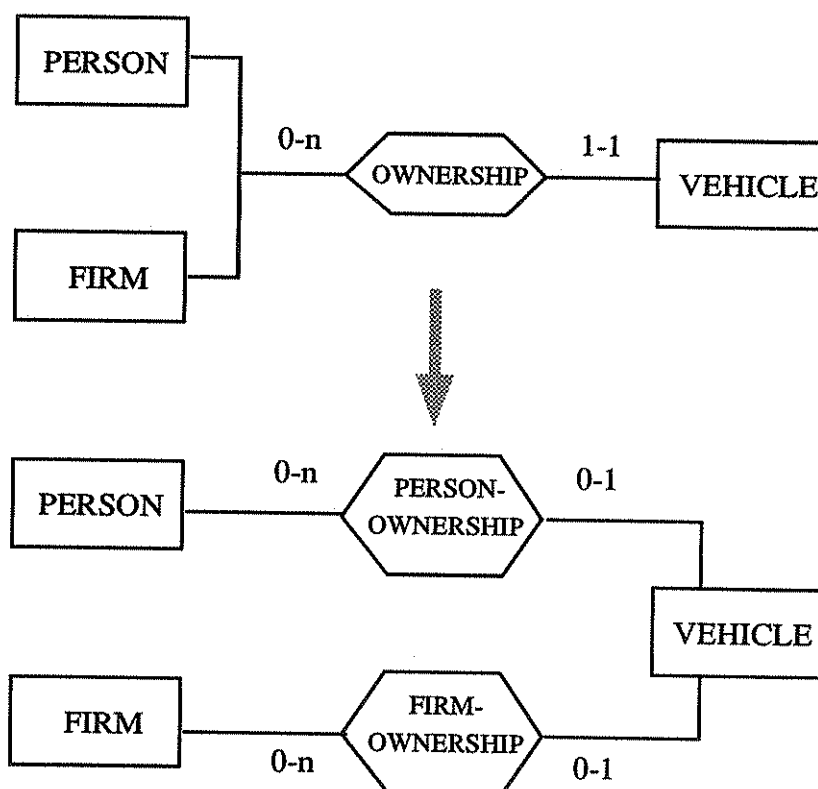 PERSON
0-n
1-1
OWNERSHIP
VEHICLE
FIRM
0-n
0-1
PERSON
PERSON-
OWNERSHIP
VEHICLE
FIRM
FIRM-
OWNERSHIP
0-n
0-1